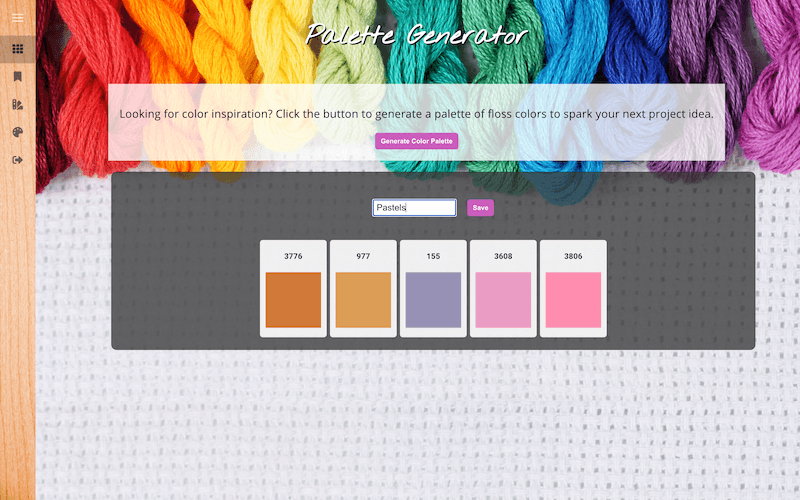 Palette Generator
Looking for color inspiration? Click the button to generate a palette of floss colors to spark your next project idea.
Generate Color Palette
Pastels
Save
3776
977
155
3608
3806